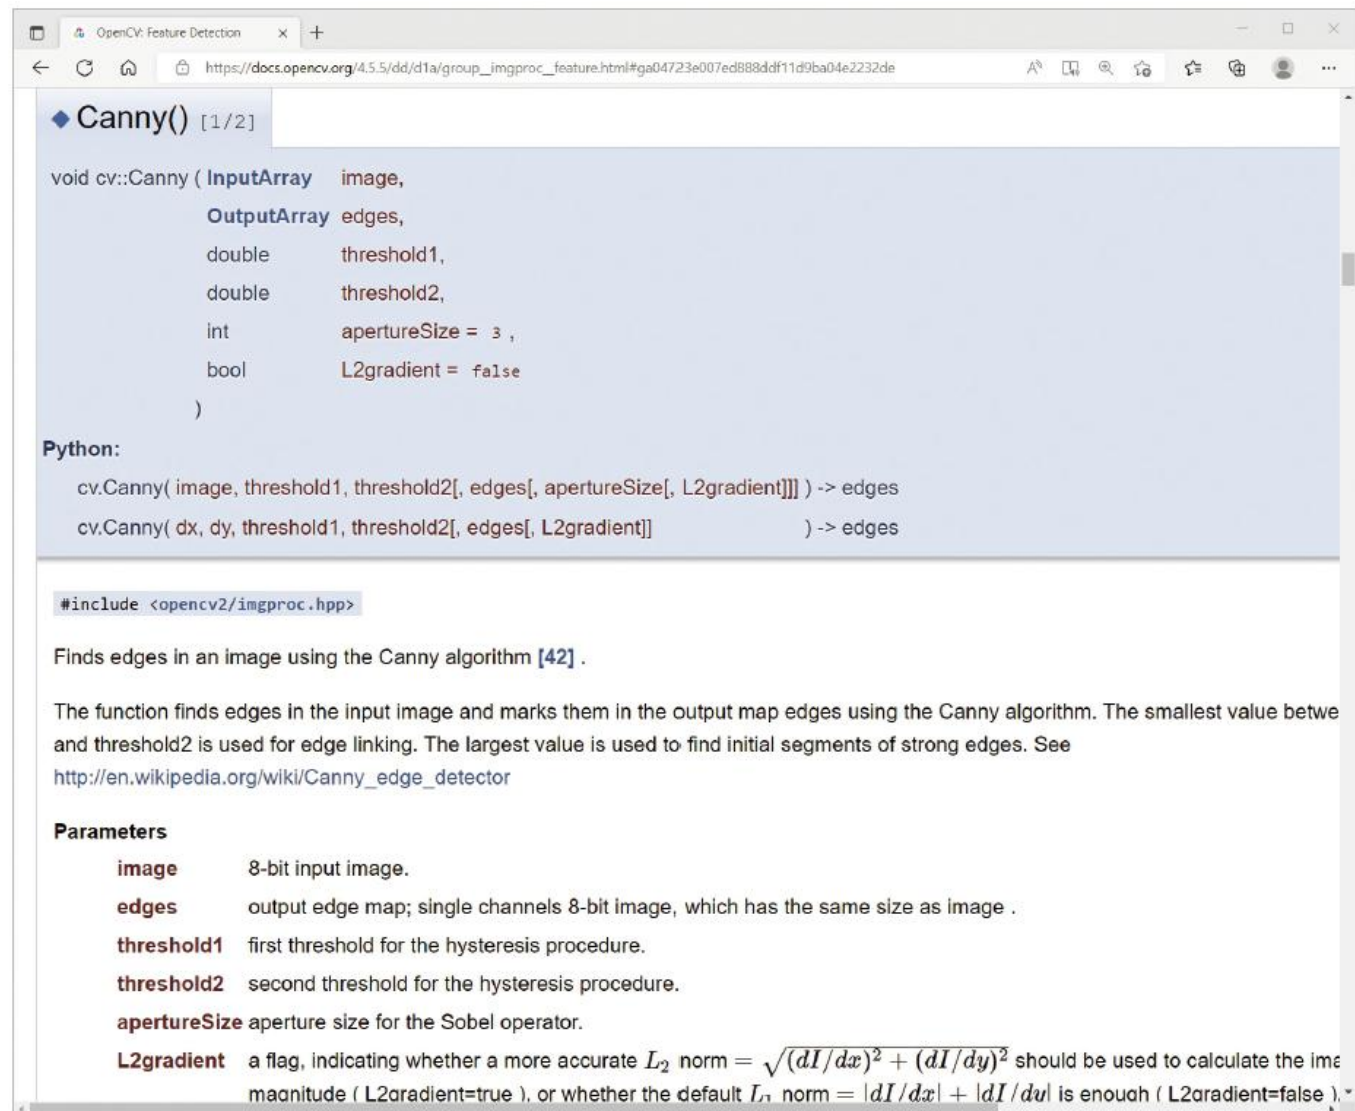 OpenCV: Feature Detection
https://docs.opencv.org/4.5.5/dd/d1a/group__imgproc__feature.html#ga04723e007ed888ddf11d9ba04e2232de
Canny() [1/2]
void cv::Canny ( InputArray image,
OutputArray edges,
double threshold1,
double threshold2,
int apertureSize = 3 ,
bool L2gradient = false
)
Python:
cv.Canny( image, threshold1, threshold2[, edges[, apertureSize[, L2gradient]]] ) -> edges
cv.Canny( dx, dy, threshold1, threshold2[, edges[, L2gradient]] ) -> edges
#include <opencv2/imgproc.hpp>
Finds edges in an image using the Canny algorithm [42] .
The function finds edges in the input image and marks them in the output map edges using the Canny algorithm. The smallest value betwe
and threshold2 is used for edge linking. The largest value is used to find initial segments of strong edges. See
http://en.wikipedia.org/wiki/Canny_edge_detector
Parameters
image 8-bit input image.
edges output edge map; single channels 8-bit image, which has the same size as image .
threshold1 first threshold for the hysteresis procedure.
threshold2 second threshold for the hysteresis procedure.
apertureSize aperture size for the Sobel operator.
L2gradient a flag, indicating whether a more accurate L₂ norm = √(dI/dx)² + (dI/dy)² should be used to calculate the ima
magnitude ( L2gradient=true ), or whether the default L₁ norm = |dI/dx| + |dI/dy| is enough ( L2gradient=false ).